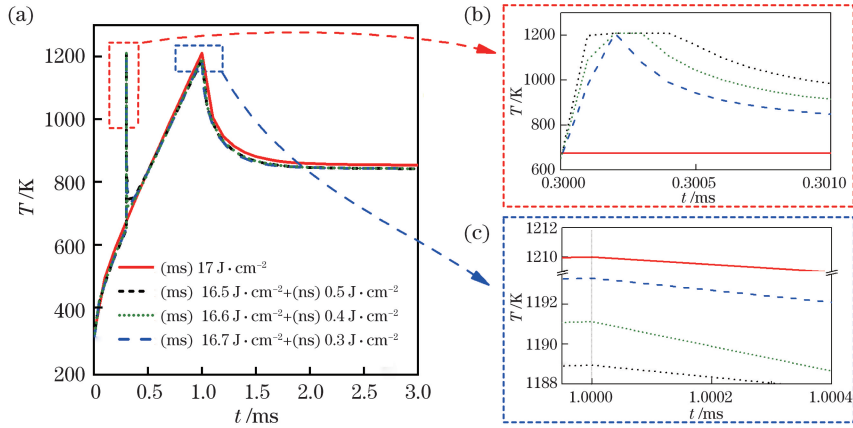 (a)
1200
1000
800
600
400
200
T /K
0
0.5
1.0
1.5
2.0
2.5
3.0
t /ms
(ms) 17 J·cm⁻²
(ms) 16.5 J·cm⁻²+(ns) 0.5 J·cm⁻²
(ms) 16.6 J·cm⁻²+(ns) 0.4 J·cm⁻²
(ms) 16.7 J·cm⁻²+(ns) 0.3 J·cm⁻²
(b)
1200
1000
800
600
T /K
0.3000
0.3005
0.3010
t /ms
(c)
1212
1210
1192
1190
1188
T /K
1.0000
1.0002
1.0004
t /ms